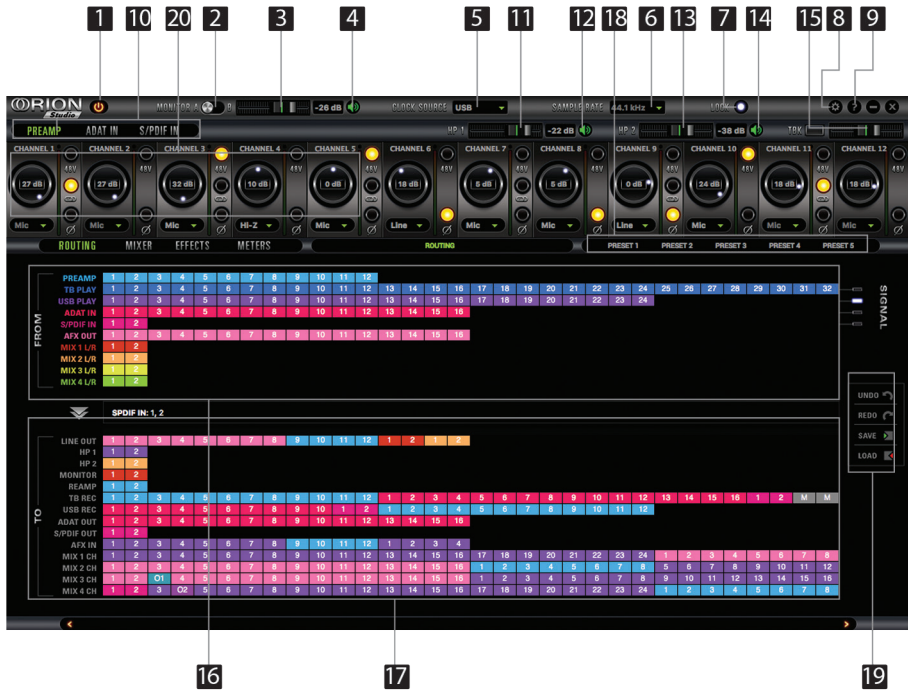 1 10 20 2 3 4 5 11 12 18 6 13 7 14 15 8 9
ORION Studio MONITOR A B -26 dB CLOCK SOURCE USB SAMPLE RATE 44.1 kHz LOCK ?
PREAMP ADAT IN S/PDIF IN HP 1 -22 dB HP 2 -38 dB TBK
CHANNEL 1 CHANNEL 2 CHANNEL 3 CHANNEL 4 CHANNEL 5 CHANNEL 6 CHANNEL 7 CHANNEL 8 CHANNEL 9 CHANNEL 10 CHANNEL 11 CHANNEL 12
48V 48V 48V 48V 48V 48V
27 dB 27 dB 32 dB 10 dB 0 dB 18 dB 5 dB 5 dB 0 dB 24 dB 18 dB 18 dB
Mic Mic Mic Hi-Z Mic Line Mic Mic Line Mic Mic Mic
ROUTING MIXER EFFECTS METERS ROUTING PRESET 1 PRESET 2 PRESET 3 PRESET 4 PRESET 5
FROM
PREAMP 1 2 3 4 5 6 7 8 9 10 11 12
TB PLAY 1 2 3 4 5 6 7 8 9 10 11 12 13 14 15 16 17 18 19 20 21 22 23 24 25 26 27 28 29 30 31 32
USB PLAY 1 2 3 4 5 6 7 8 9 10 11 12 13 14 15 16 17 18 19 20 21 22 23 24
ADAT IN 1 2 3 4 5 6 7 8 9 10 11 12 13 14 15 16
S/PDIF IN 1 2
AFX OUT 1 2 3 4 5 6 7 8 9 10 11 12 13 14 15 16
MIX 1 L/R 1 2
MIX 2 L/R 1 2
MIX 3 L/R 1 2
MIX 4 L/R 1 2
SIGNAL
SPDIF IN: 1, 2
UNDO
REDO
SAVE
LOAD
TO
LINE OUT 1 2 3 4 5 6 7 8 9 10 11 12 1 2 1 2
HP 1 1 2
HP 2 1 2
MONITOR 1 2
REAMP 1 2
TB REC 1 2 3 4 5 6 7 8 9 10 11 12 1 2 3 4 5 6 7 8 9 10 11 12 13 14 15 16 1 2 M M
USB REC 1 2 3 4 5 6 7 8 9 10 1 2 1 2 3 4 5 6 7 8 9 10 11 12
ADAT OUT 1 2 3 4 5 6 7 8 9 10 11 12 13 14 15 16
S/PDIF OUT 1 2
AFX IN 1 2 3 4 5 6 7 8 9 10 11 12 1 2 3 4
MIX 1 CH 1 2 3 4 5 6 7 8 9 10 11 12 13 14 15 16 17 18 19 20 21 22 23 24 1 2 3 4 5 6 7 8
MIX 2 CH 1 2 3 4 5 6 7 8 9 10 11 12 13 14 15 16 1 2 3 4 5 6 7 8 5 6 7 8 9 10 11 12
MIX 3 CH 1 2 O1 4 5 6 7 8 9 10 11 12 13 14 15 16 1 2 3 4 5 6 7 8 9 10 11 12 13 14 15 16
MIX 4 CH 1 2 3 O2 5 6 7 8 9 10 11 12 13 14 15 16 17 18 19 20 21 22 23 24 1 2 3 4 5 6 7 8
16 17 19